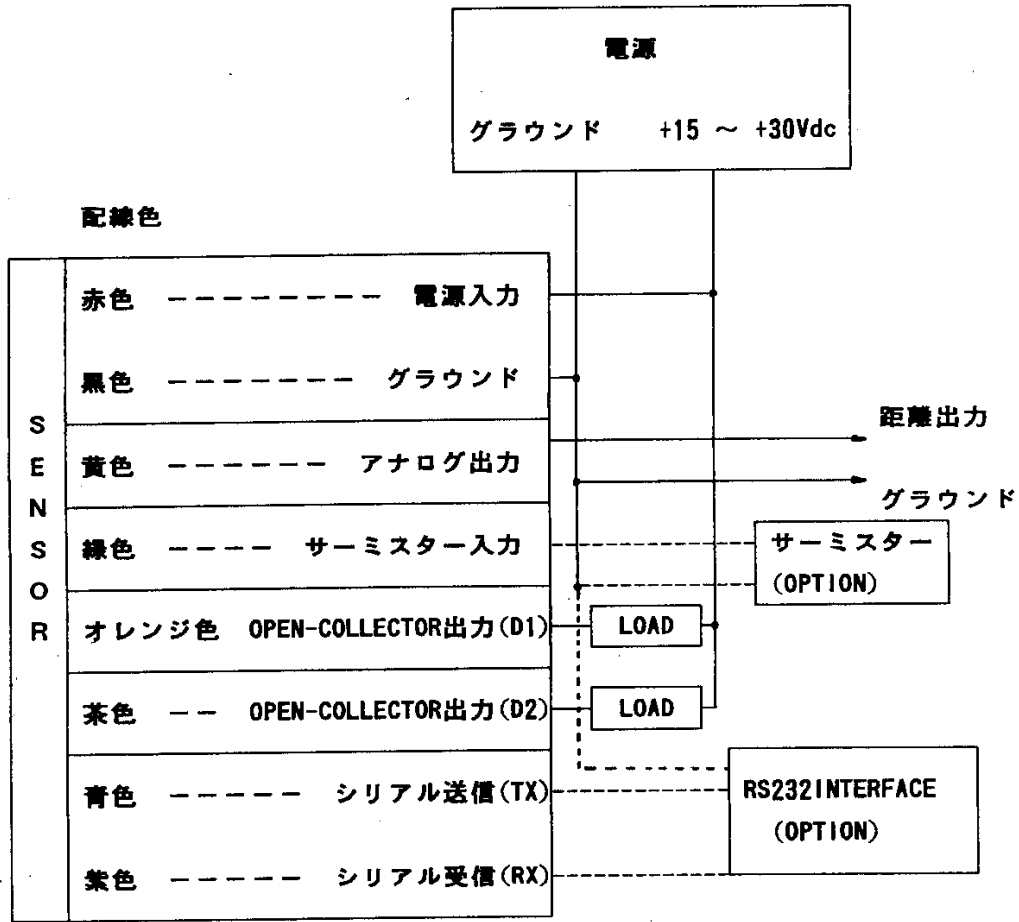 電源
グラウンド +15 ～ +30Vdc
配線色
SENSOR
赤色 --------- 電源入力
黒色 -------- グラウンド
黄色 ------ アナログ出力
緑色 ----- サーミスター入力
オレンジ色 OPEN-COLLECTOR出力(D1)
茶色 -- OPEN-COLLECTOR出力(D2)
青色 ----- シリアル送信(TX)
紫色 ----- シリアル受信(RX)
距離出力
グラウンド
サーミスター
(OPTION)
LOAD
LOAD
RS232INTERFACE
(OPTION)